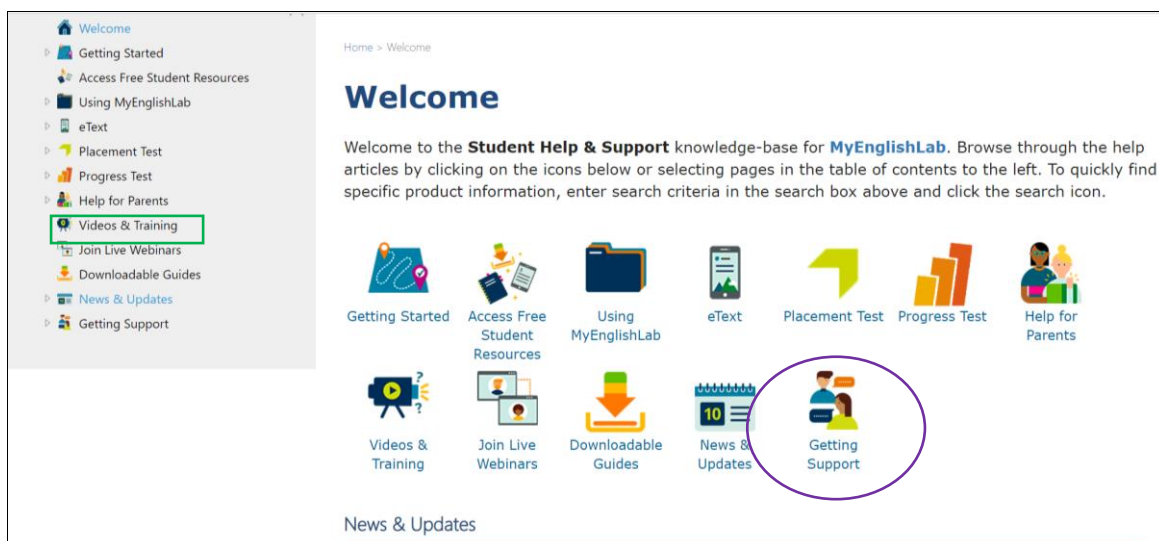 Welcome
Getting Started
Access Free Student Resources
Using MyEnglishLab
eText
Placement Test
Progress Test
Help for Parents
Videos & Training
Join Live Webinars
Downloadable Guides
News & Updates
Getting Support
Home > Welcome
Welcome
Welcome to the Student Help & Support knowledge-base for MyEnglishLab. Browse through the help
articles by clicking on the icons below or selecting pages in the table of contents to the left. To quickly find
specific product information, enter search criteria in the search box above and click the search icon.
Getting Started
Access Free
Student
Resources
Using
MyEnglishLab
eText
Placement Test
Progress Test
Help for
Parents
?
?
Videos &
Training
Join Live
Webinars
Downloadable
Guides
10
News &
Updates
Getting
Support
News & Updates